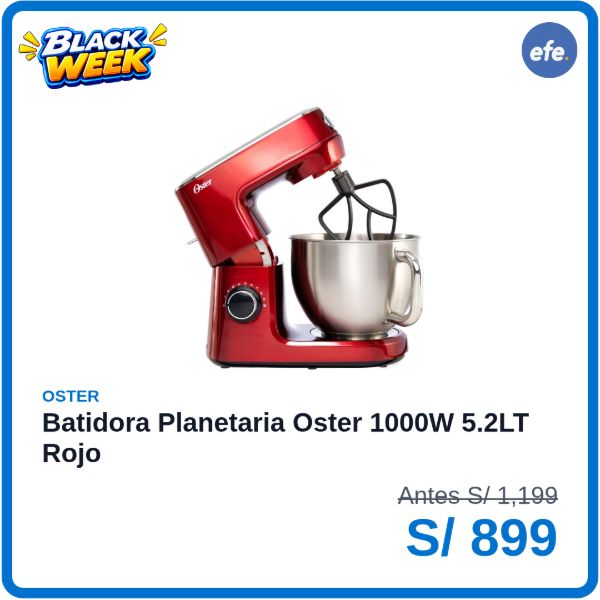 BLACK
WEEK
efe.
Oster
OSTER
Batidora Planetaria Oster 1000W 5.2LT
Rojo
Antes S/ 1,199
S/ 899